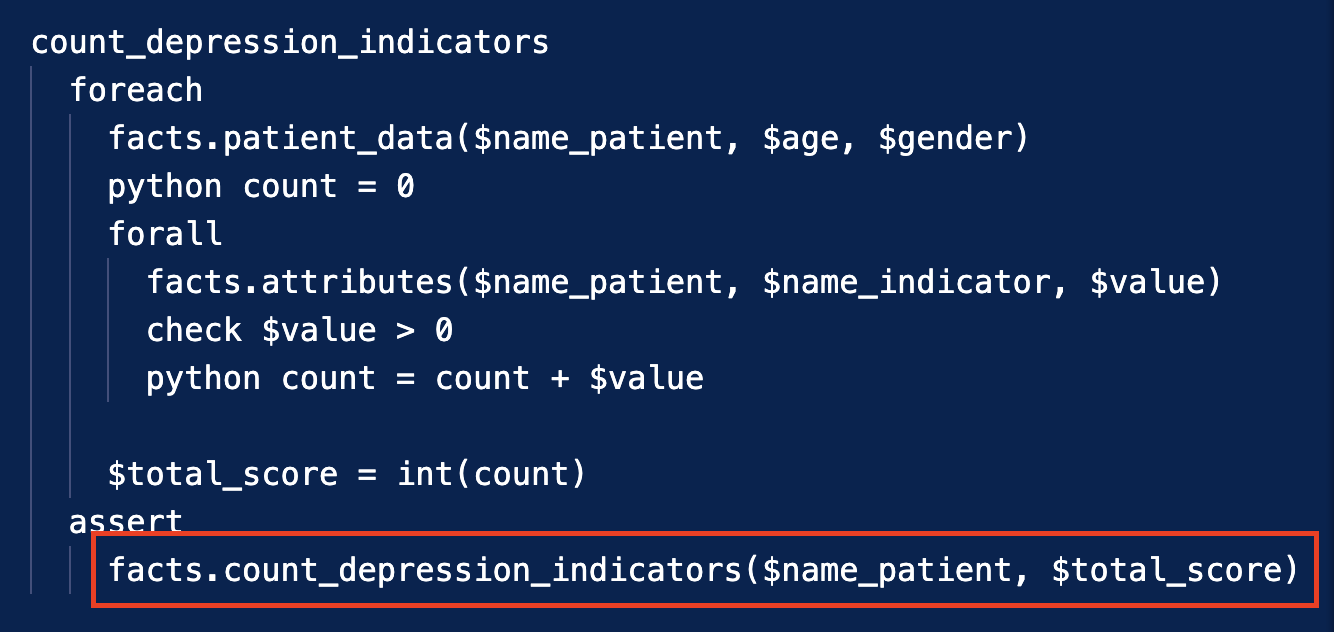 count_depression_indicators
foreach
facts.patient_data($name_patient, $age, $gender)
python count = 0
forall
facts.attributes($name_patient, $name_indicator, $value)
check $value > 0
python count = count + $value
$total_score = int(count)
assert
facts.count_depression_indicators($name_patient, $total_score)